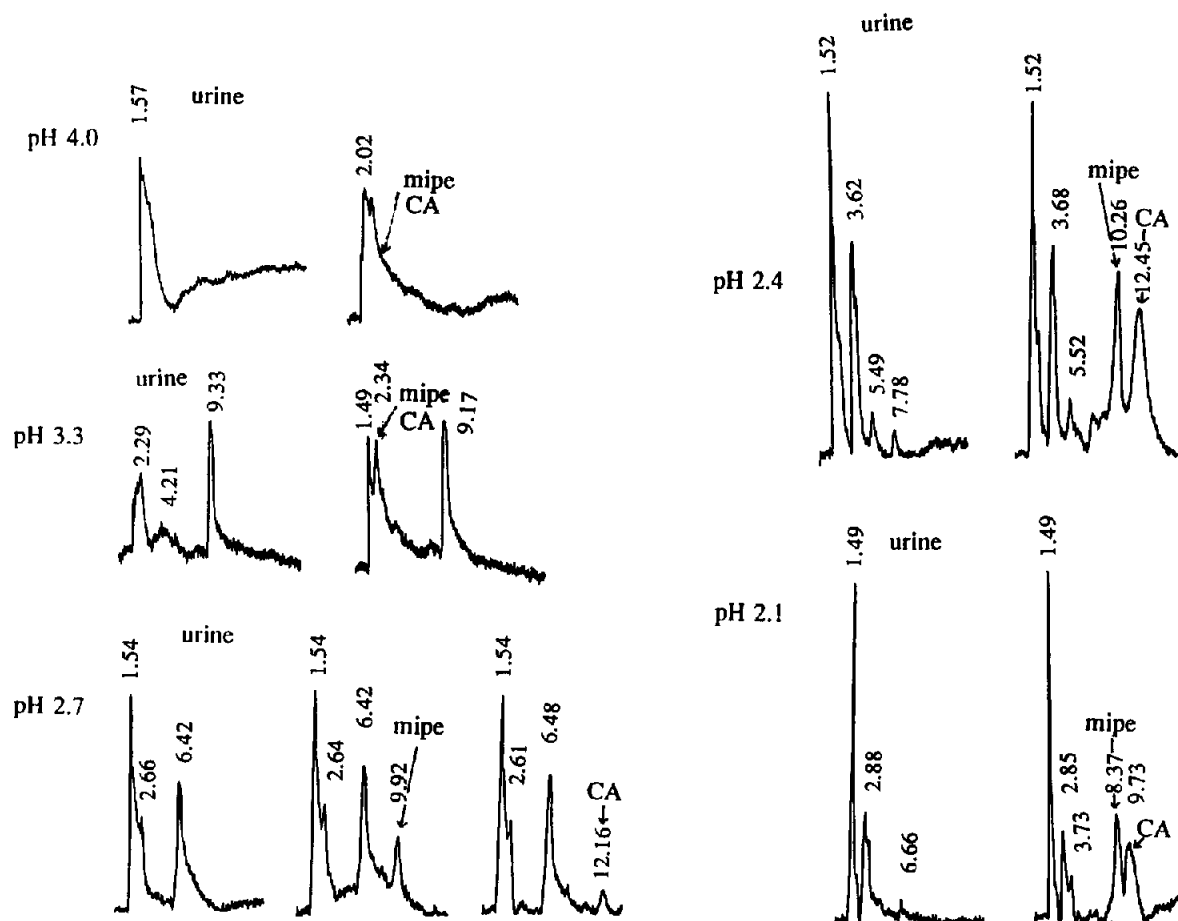 urine
pH 4.0
1.57
2.02
mipe
CA
urine
pH 3.3
2.29
4.21
9.33
1.49
2.34
mipe
CA
9.17
urine
pH 2.7
1.54
2.66
6.42
1.54
2.64
6.42
9.92
mipe
1.54
2.61
6.48
12.16
CA
urine
pH 2.4
1.52
3.62
5.49
7.78
1.52
3.68
5.52
mipe
10.26
12.45-CA
urine
pH 2.1
1.49
2.88
6.66
1.49
2.85
3.73
mipe
8.37
9.73
CA